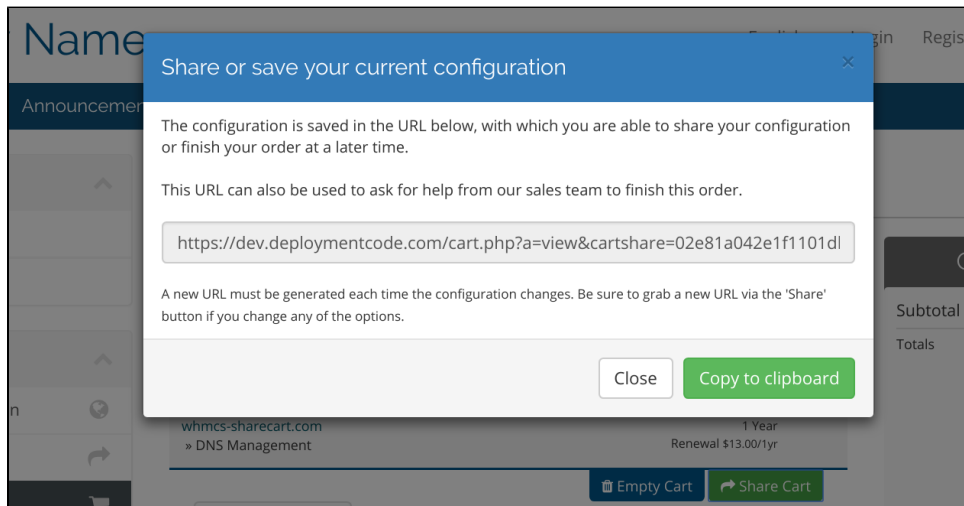 Name
Login
Regis
Announcemen
Share or save your current configuration
×
The configuration is saved in the URL below, with which you are able to share your configuration
or finish your order at a later time.
This URL can also be used to ask for help from our sales team to finish this order.
https://dev.deploymentcode.com/cart.php?a=view&cartshare=02e81a042e1f1101d
A new URL must be generated each time the configuration changes. Be sure to grab a new URL via the 'Share'
button if you change any of the options.
Close
Copy to clipboard
Subtotal
Totals
n
whmcs-sharecart.com
1 Year
» DNS Management
Renewal $13.00/1yr
Empty Cart
Share Cart